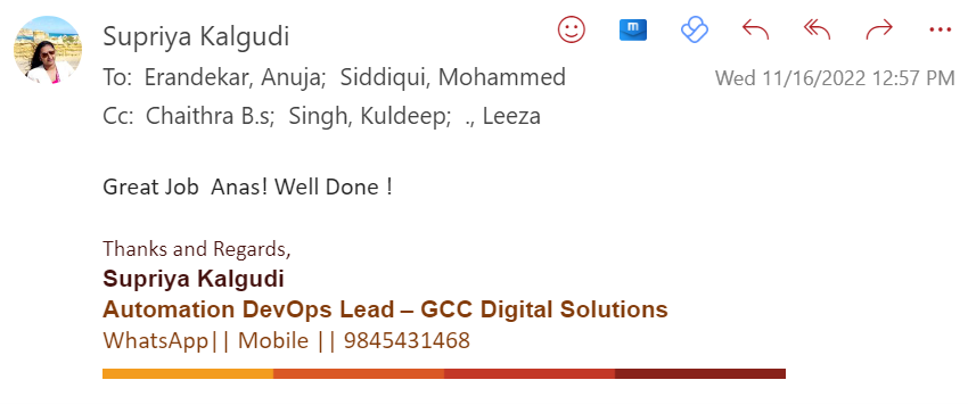 Supriya Kalgudi
To: Erandekar, Anuja; Siddiqui, Mohammed
Wed 11/16/2022 12:57 PM
Cc: Chaithra B.s; Singh, Kuldeep; ., Leeza
Great Job  Anas! Well Done !
Thanks and Regards,
Supriya Kalgudi
Automation DevOps Lead – GCC Digital Solutions
WhatsApp|| Mobile || 9845431468